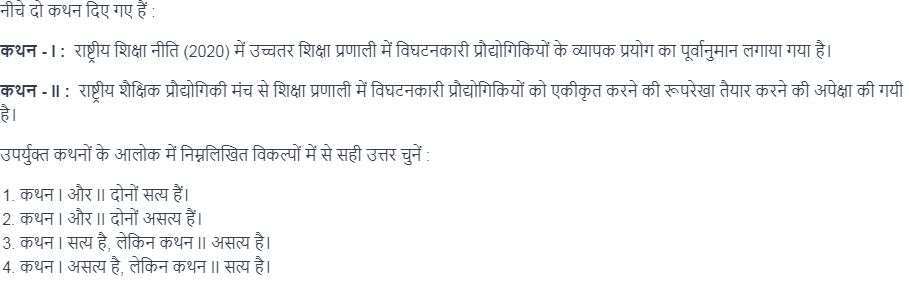 नीचे दो कथन दिए गए हैं :
कथन - I : राष्ट्रीय शिक्षा नीति (2020) में उच्चतर शिक्षा प्रणाली में विघटनकारी प्रौद्योगिकियों के व्यापक प्रयोग का पूर्वानुमान लगाया गया है।
कथन - II : राष्ट्रीय शैक्षिक प्रौद्योगिकी मंच से शिक्षा प्रणाली में विघटनकारी प्रौद्योगिकियों को एकीकृत करने की रूपरेखा तैयार करने की अपेक्षा की गयी
है।
उपर्युक्त कथनों के आलोक में निम्नलिखित विकल्पों में से सही उत्तर चुनें :
1. कथन I और II दोनों सत्य हैं।
2. कथन I और II दोनों असत्य हैं।
3. कथन I सत्य है, लेकिन कथन II असत्य है।
4. कथन I असत्य है, लेकिन कथन II सत्य है।